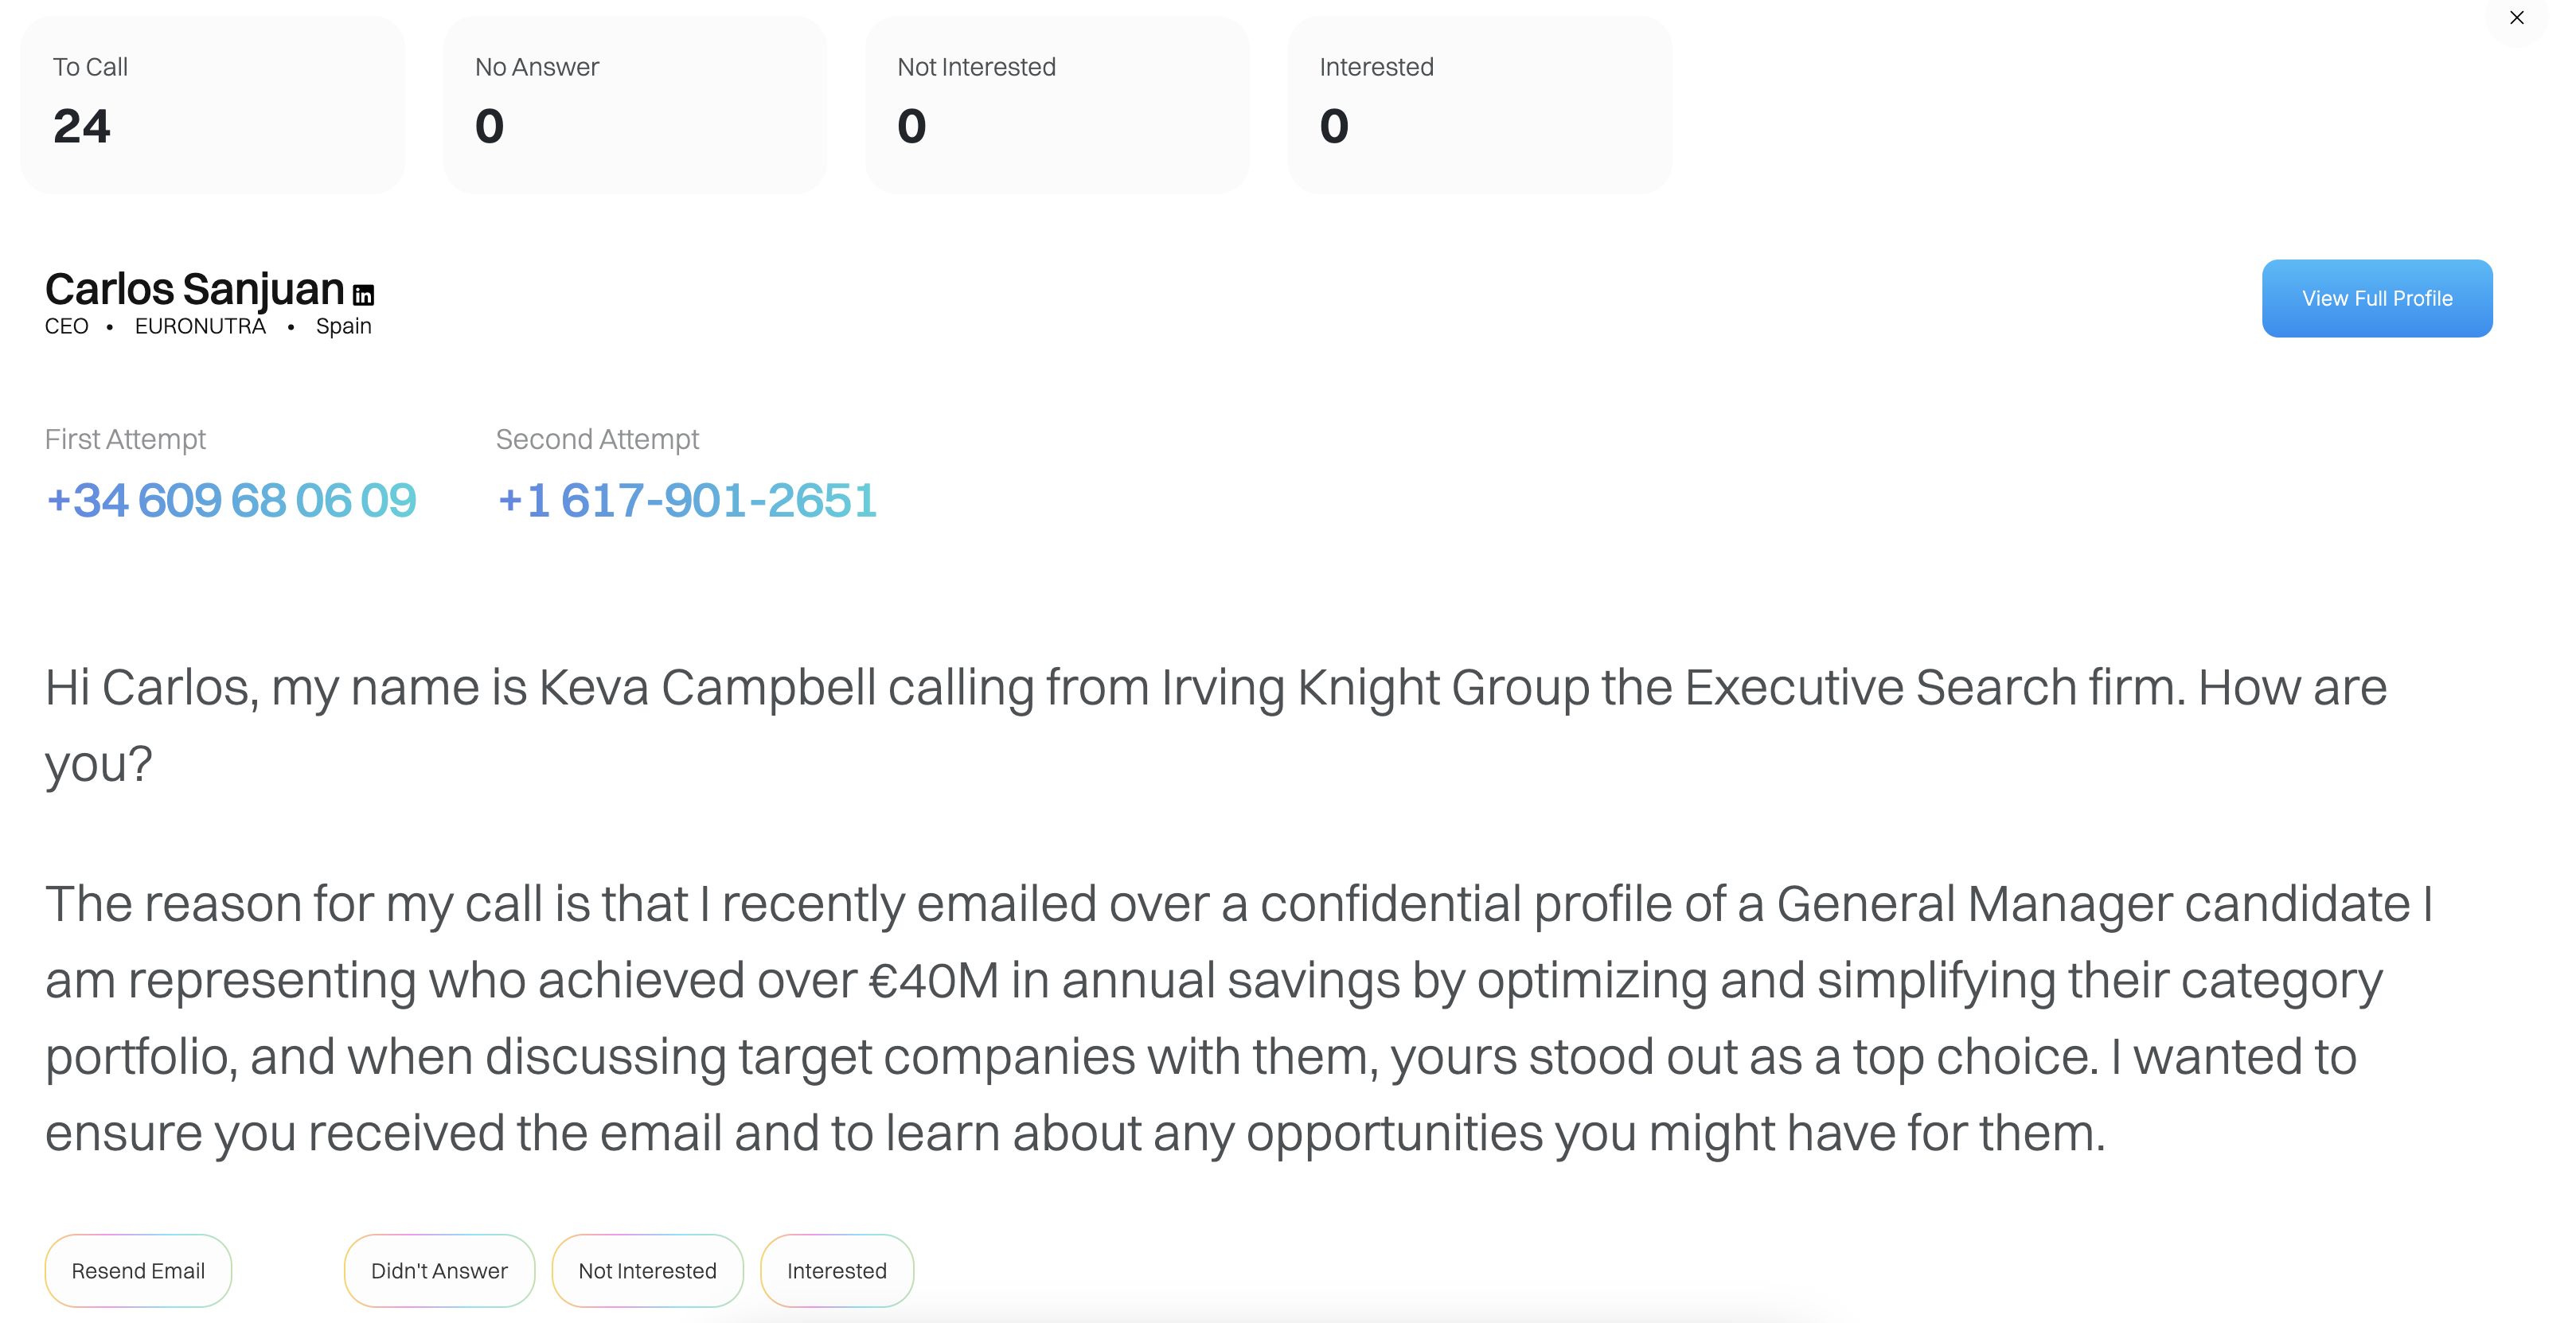 To Call
24
No Answer
0
Not Interested
0
Interested
0
Carlos Sanjuan in
CEO • EURONUTRA • Spain
View Full Profile
First Attempt
+34 609 68 06 09
Second Attempt
+1 617-901-2651
Hi Carlos, my name is Keva Campbell calling from Irving Knight Group the Executive Search firm. How are
you?
The reason for my call is that I recently emailed over a confidential profile of a General Manager candidate I
am representing who achieved over €40M in annual savings by optimizing and simplifying their category
portfolio, and when discussing target companies with them, yours stood out as a top choice. I wanted to
ensure you received the email and to learn about any opportunities you might have for them.
Resend Email
Didn't Answer
Not Interested
Interested